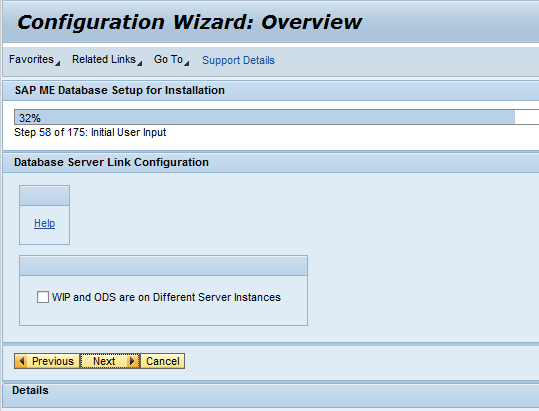 Configuration Wizard: Overview
Favorites Related Links Go To Support Details
SAP ME Database Setup for Installation
32%
Step 58 of 175: Initial User Input
Database Server Link Configuration
Help
WIP and ODS are on Different Server Instances
Previous Next Cancel
Details